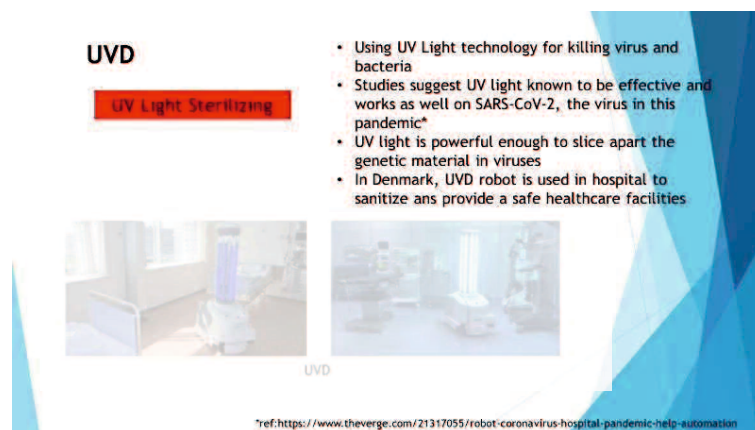 UVD
UV Light Sterilizing
• Using UV Light technology for killing virus and
bacteria
• Studies suggest UV light known to be effective and
works as well on SARS-CoV-2, the virus in this
pandemic*
• UV light is powerful enough to slice apart the
genetic material in viruses
• In Denmark, UVD robot is used in hospital to
sanitize ans provide a safe healthcare facilities
UVD
*ref:https://www.theverge.com/21317055/robot-coronavirus-hospital-pandemic-help-automation